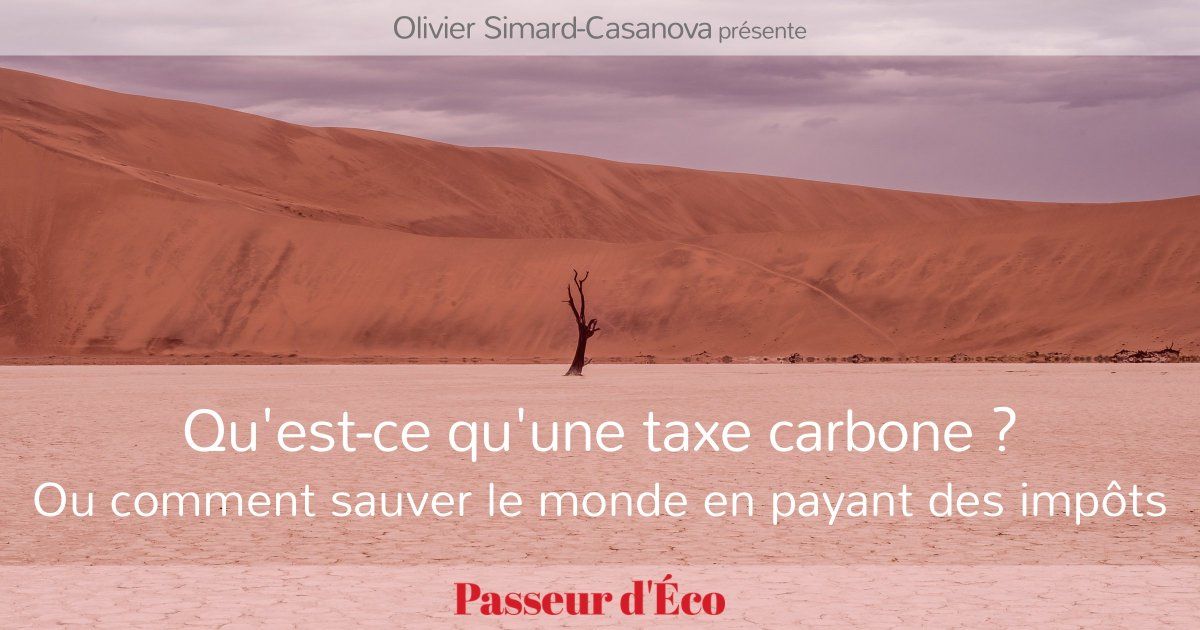 Olivier Simard-Casanova présente
Qu'est-ce qu'une taxe carbone ?
Ou comment sauver le monde en payant des impôts
Passeur d'Éco